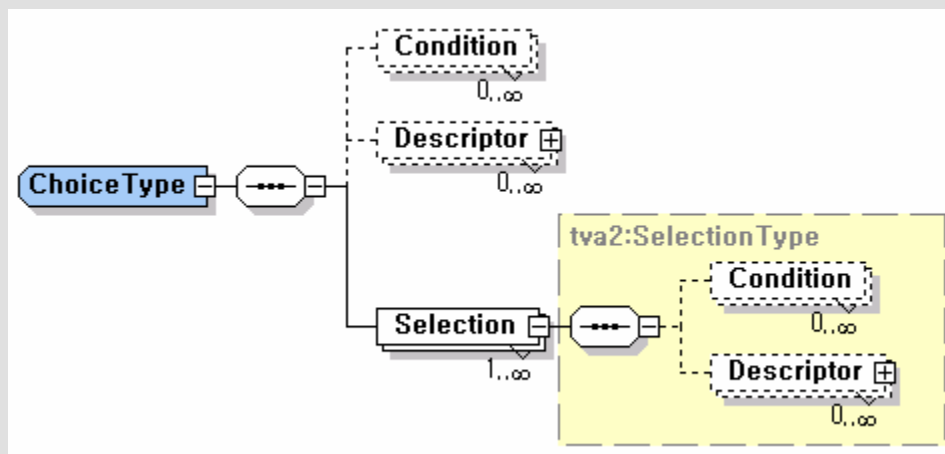 Condition
0..∞
Descriptor
0..∞
ChoiceType
tva2:SelectionType
Condition
0..∞
Selection
1..∞
Descriptor
0..∞